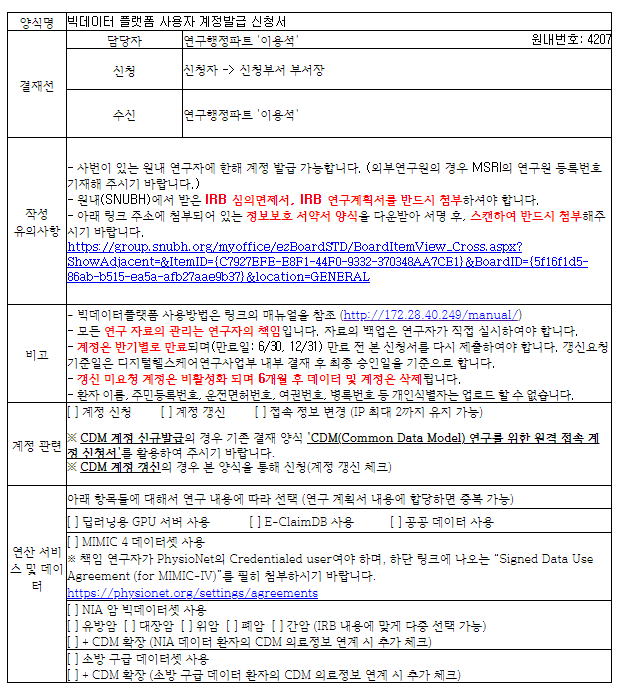 양식명 빅데이터 플랫폼 사용자 계정발급 신청서
결재선 담당자 연구행정파트 '이용석' 원내번호: 4207
신청 신청자 -> 신청부서 부서장
수신 연구행정파트 '이용석'
작성
유의사항
- 사번이 있는 원내 연구자에 한해 계정 발급 가능합니다. (외부연구원의 경우 MSRI의 연구원 등록번호
기재해 주시기 바랍니다.)
- 원내(SNUBH)에서 받은 IRB 심의면제서, IRB 연구계획서를 반드시 첨부하셔야 합니다.
- 아래 링크 주소에 첨부되어 있는 정보보호 서약서 양식을 다운받아 서명 후, 스캔하여 반드시 첨부해주
시기 바랍니다.
https://group.snubh.org/myoffice/ezBoardSTD/BoardItemView_Cross.aspx?
ShowAdjacent=&ItemID={C7927EFE-E8F1-44F0-9332-370348AA7CB1}&BoardID={5f16f1d5-
86ab-b515-ea5a-afb27aae9b37}&location=GENERAL
비고
- 빅데이터플랫폼 사용방법은 링크의 매뉴얼을 참조 (http://172.28.40.249/manual/)
- 모든 연구 자료의 관리는 연구자의 책임입니다. 자료의 백업은 연구자가 직접 실시하여야 합니다.
- 계정은 반기별로 만료되며(만료일: 6/30, 12/31) 만료 전 본 신청서를 다시 제출하여야 합니다. 갱신요청
기준일은 디지털헬스케어연구사업부 내부 결재 후 최종 승인일을 기준으로 합니다.
- 갱신 미요청 계정은 비활성화 되며 6개월 후 데이터 및 계정은 삭제됩니다.
- 환자 이름, 주민등록번호, 운전면허번호, 여권번호, 병록번호 등 개인식별자는 업로드 할 수 없습니다.
계정 관련
[ ] 계정 신청 [ ] 계정 갱신 [ ] 접속 정보 변경 (IP 최대 2까지 유지 가능)
※ CDM 계정 신규발급의 경우 기존 결재 양식 'CDM(Common Data Model) 연구를 위한 원격 접속 계
정 신청서'를 활용하여 주시기 바랍니다.
※ CDM 계정 갱신의 경우 본 양식을 통해 신청(계정 갱신 체크)
연산 서비
스 및 데이
터
아래 항목들에 대해서 연구 내용에 따라 선택 (연구 계획서 내용에 합당하면 중복 가능)
[ ] 딥러닝용 GPU 서버 사용 [ ] E-ClaimDB 사용 [ ] 공공 데이터 사용
[ ] MIMIC 4 데이터셋 사용
※ 책임 연구자가 PhysioNet의 Credentialed user여야 하며, 하단 링크에 나오는 “Signed Data Use
Agreement (for MIMIC-IV)”를 필히 첨부하시기 바랍니다.
https://physionet.org/settings/agreements
[ ] NIA 암 빅데이터셋 사용
[ ] 유방암 [ ] 대장암 [ ] 위암 [ ] 폐암 [ ] 간암 (IRB 내용에 맞게 다중 선택 가능)
[ ] + CDM 확장 (NIA 데이터 환자의 CDM 의료정보 연계 시 추가 체크)
[ ] 소방 구급 데이터셋 사용
[ ] + CDM 확장 (소방 구급 데이터 환자의 CDM 의료정보 연계 시 추가 체크)